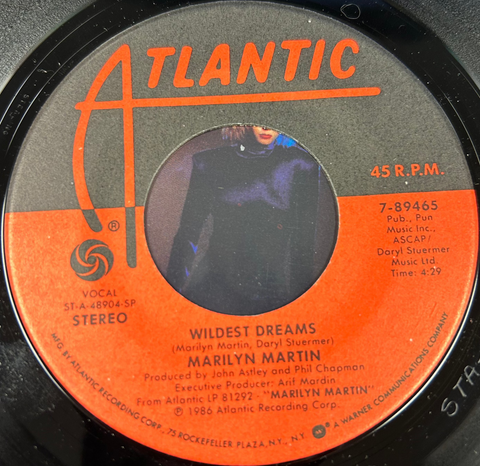 ATLANTIC
45 R.P.M.
7-89465
Pub., Pun
Music Inc.,
ASCAP/
Daryl Stuermer
Music Ltd.
Time: 4:29
®
VOCAL
ST-A-48904-SP
STEREO
WILDEST DREAMS
(Marilyn Martin, Daryl Stuermer)
MARILYN MARTIN
Produced by John Astley and Phil Chapman
Executive Producer: Arif Mardin
From Atlantic LP 81292 - "MARILYN MARTIN"
℗ 1986 Atlantic Recording Corp.
MFG. BY ATLANTIC RECORDING CORP., 75 ROCKEFELLER PLAZA, N.Y., N.Y. A WARNER COMMUNICATIONS COMPANY